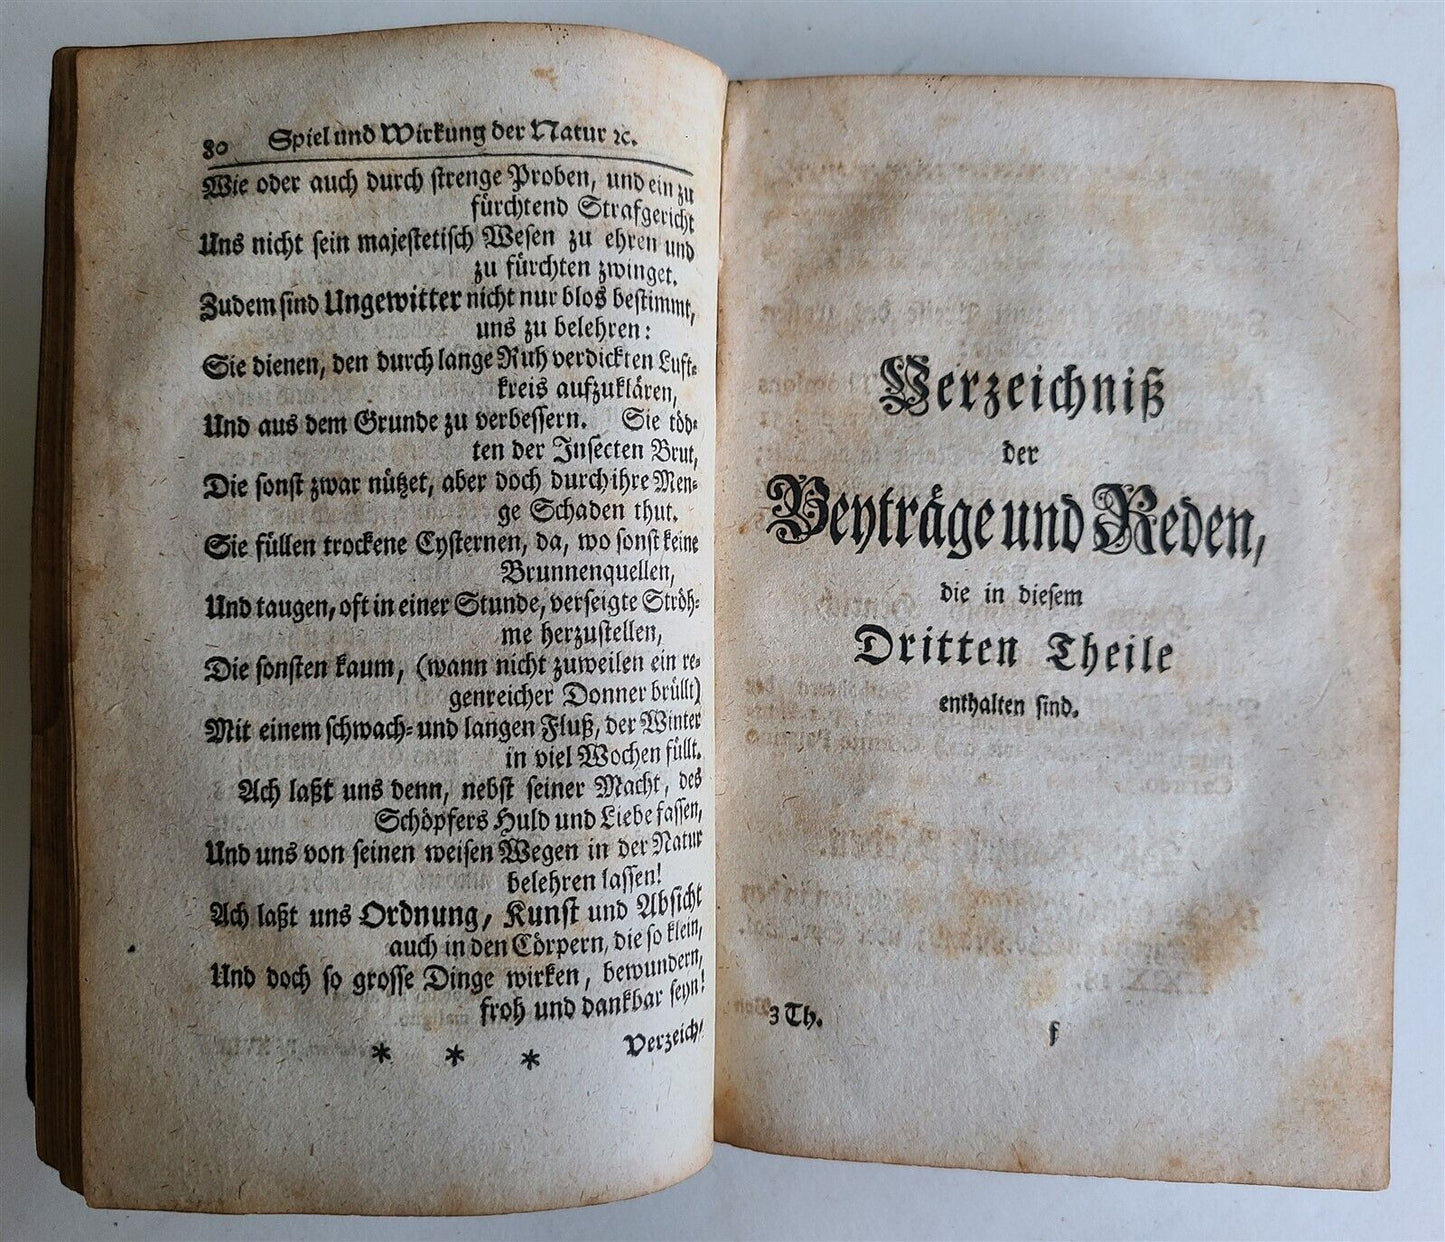 80 Spiel und Wirkung der Natur ꝛc.
Wie oder auch durch strenge Proben, und ein zu
fürchtend Strafgericht
Uns nicht sein majestetisch Wesen zu ehren und
zu fürchten zwinget.
Zudem sind Ungewitter nicht nur blos bestimmt,
uns zu belehren:
Sie dienen, den durch lange Ruh verdickten Luft-
kreis aufzuklären,
Und aus dem Grunde zu verbessern. Sie töd-
ten der Insecten Brut,
Die sonst zwar nützet, aber doch durch ihre Men-
ge Schaden thut.
Sie füllen trockene Cysternen, da, wo sonst keine
Brunnenquellen,
Und taugen, oft in einer Stunde, verseigte Ströh-
me herzustellen,
Die sonsten kaum, (wann nicht zuweilen ein re-
genreicher Donner brüllt)
Mit einem schwach- und langen Fluß, der Winter
in viel Wochen füllt.
Ach laßt uns denn, nebst seiner Macht, des
Schöpfers Huld und Liebe fassen,
Und uns von seinen weisen Wegen in der Natur
belehren lassen!
Ach laßt uns Ordnung, Kunst und Absicht
auch in den Cörpern, die so klein,
Und doch so grosse Dinge wirken, bewundern,
froh und dankbar seyn!
* * * Verzeich-
Verzeichniß
der
Beyträge und Reden,
die in diesem
Dritten Theile
enthalten sind.
3 Th. f